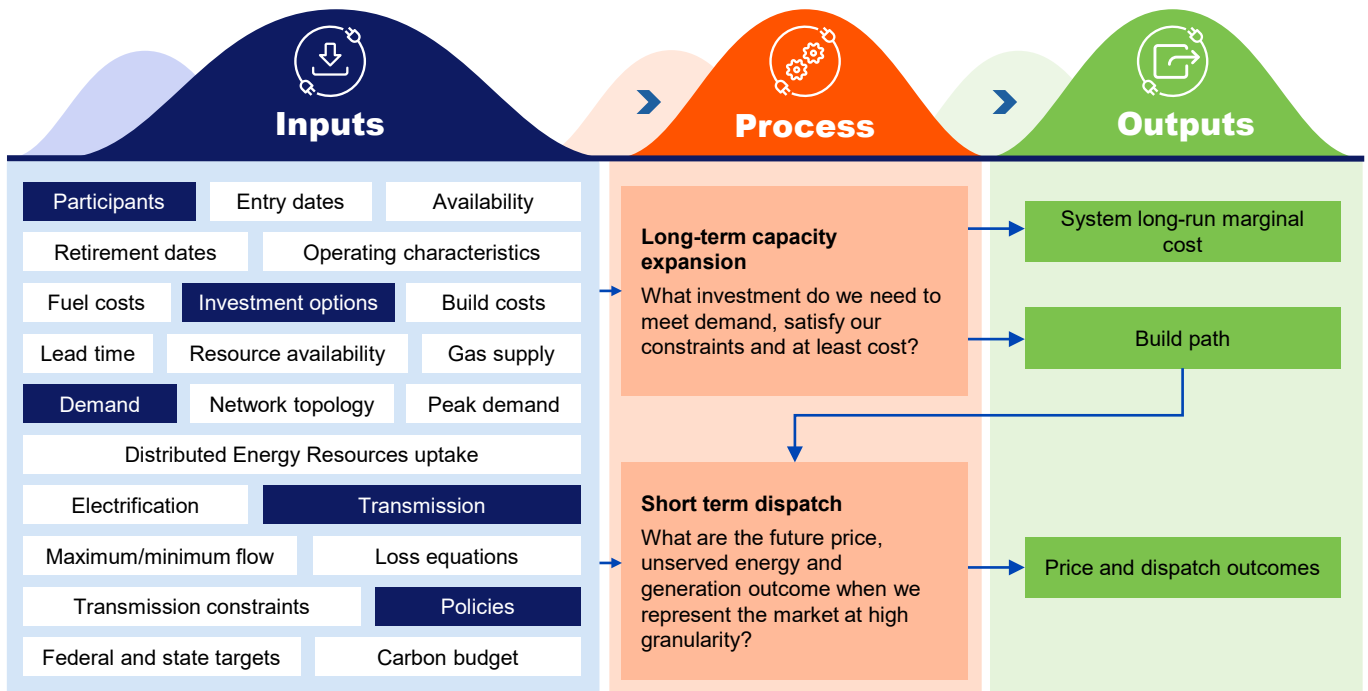 Inputs
Process
Outputs
Participants
Entry dates
Availability
Retirement dates
Operating characteristics
Fuel costs
Investment options
Build costs
Lead time
Resource availability
Gas supply
Demand
Network topology
Peak demand
Distributed Energy Resources uptake
Electrification
Transmission
Maximum/minimum flow
Loss equations
Transmission constraints
Policies
Federal and state targets
Carbon budget
Long-term capacity
expansion
What investment do we need to
meet demand, satisfy our
constraints and at least cost?
Short term dispatch
What are the future price,
unserved energy and
generation outcome when we
represent the market at high
granularity?
System long-run marginal
cost
Build path
Price and dispatch outcomes